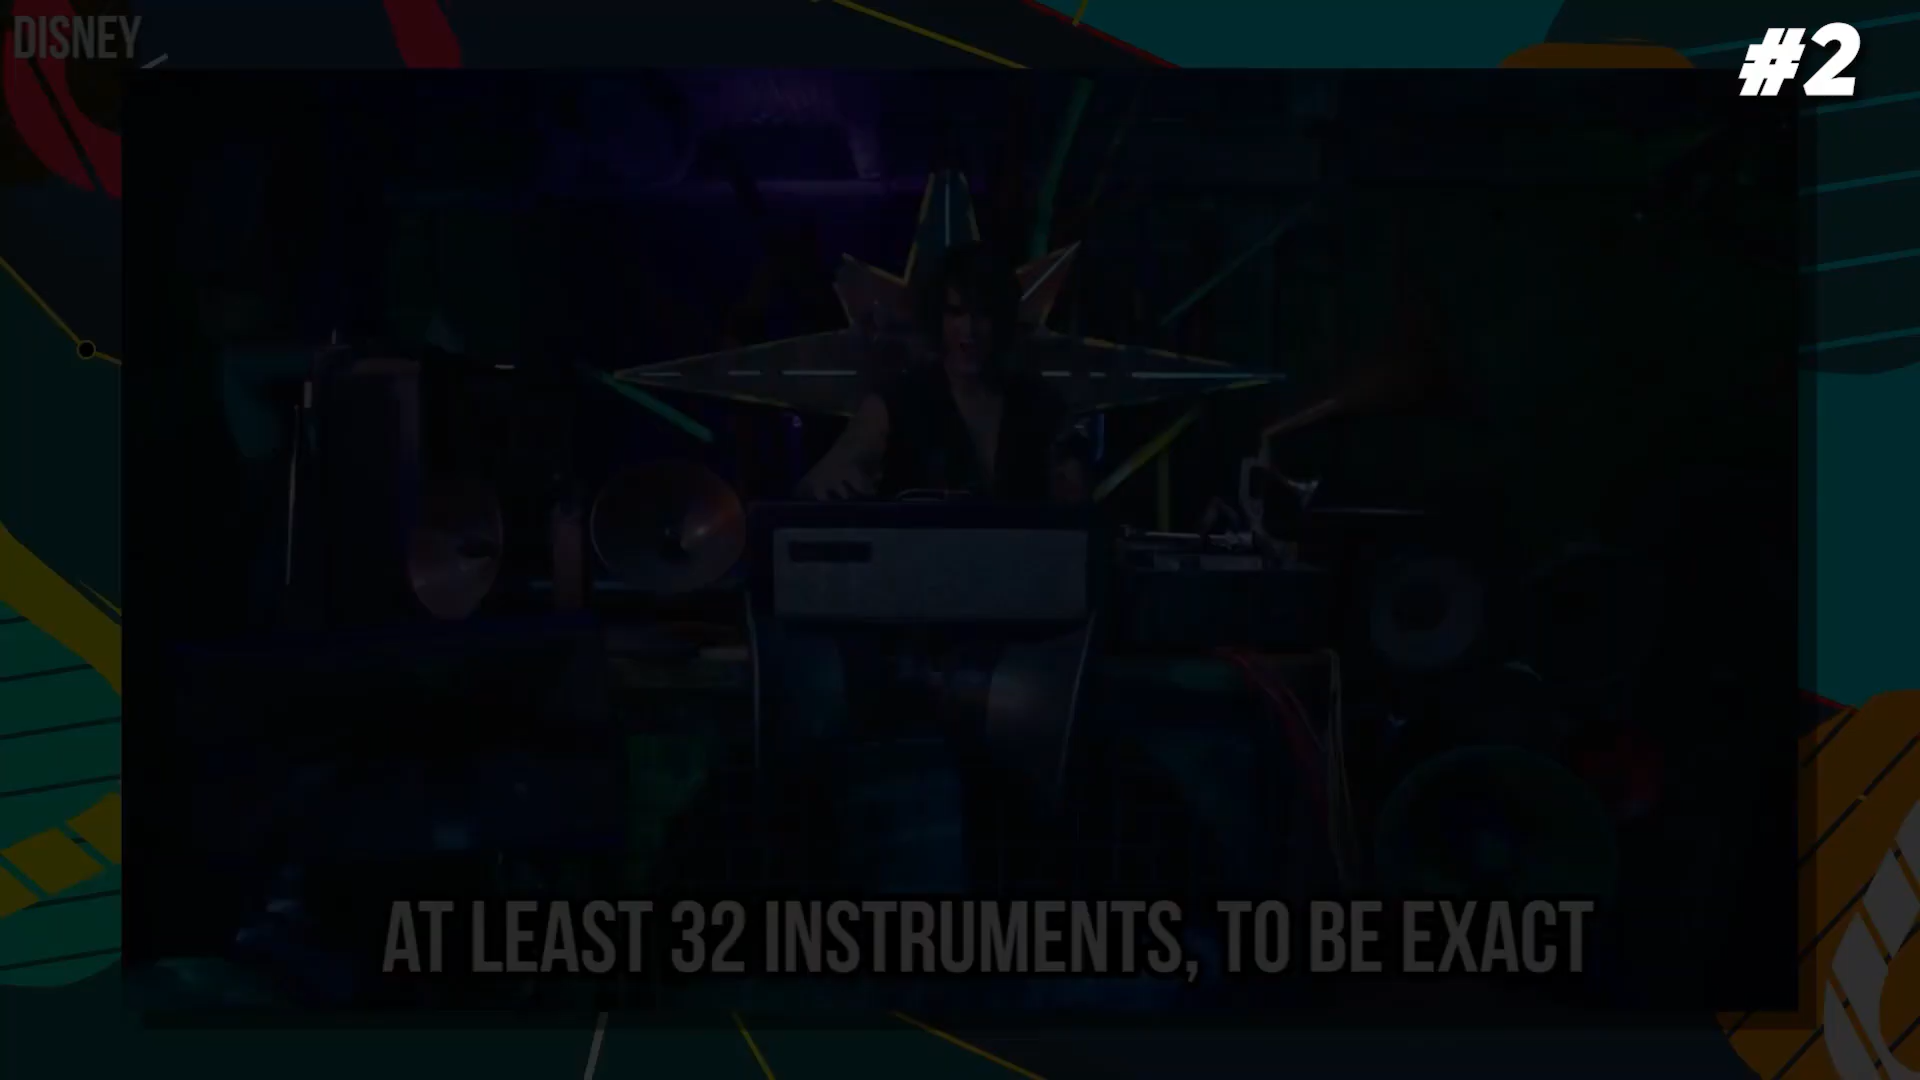 DISNEY
#2
AT LEAST 32 INSTRUMENTS, TO BE EXACT